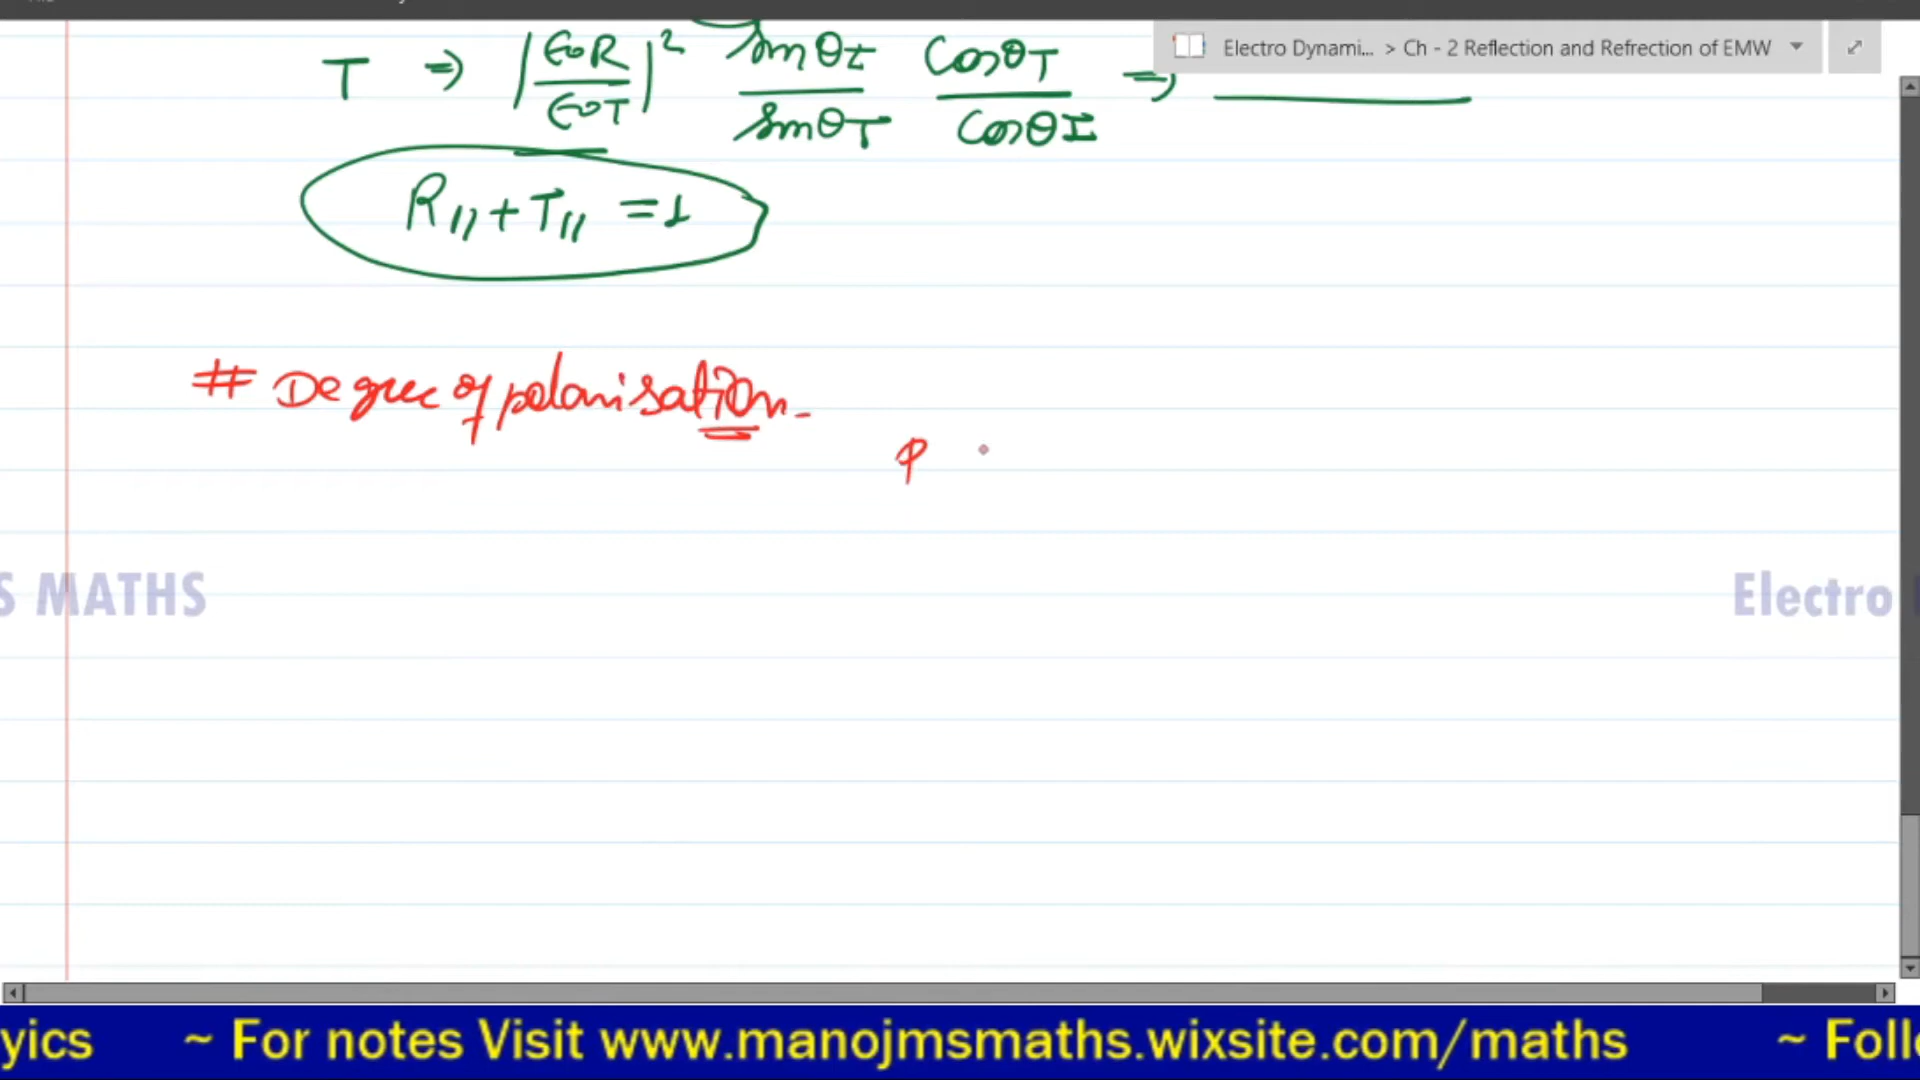 Electro Dynami... > Ch - 2 Reflection and Refrection of EMW
T ⇒ |E0R/E0T|² sinθI/sinθT cosθT/cosθI ⇒
R// + T// = 1
# Degree of polarisation -
P
S MATHS
Electro
yics ~ For notes Visit www.manojmsmaths.wixsite.com/maths ~ Foll